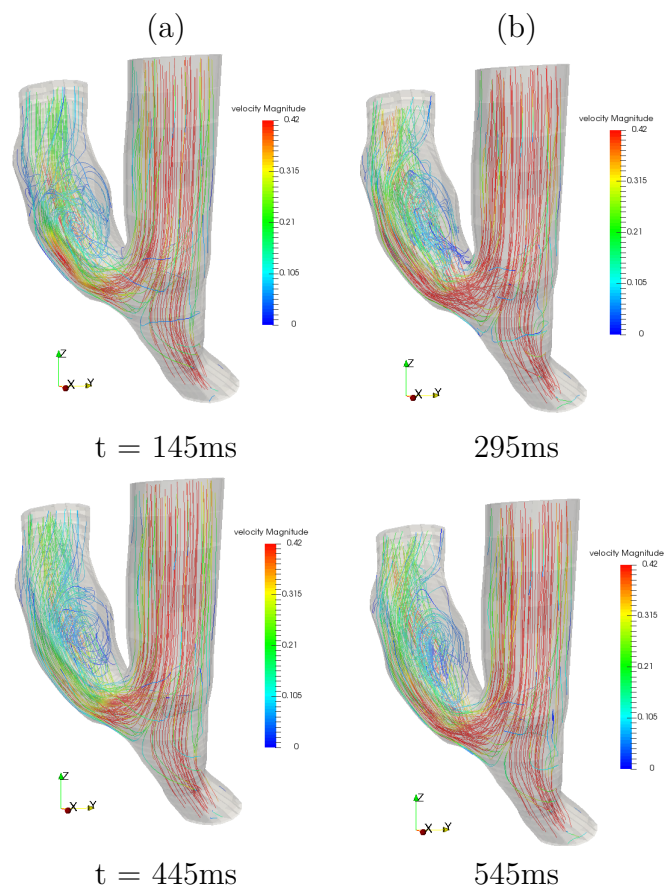 (a)
(b)
velocity Magnitude
0.42
0.315
0.21
0.105
0
Z
X
Y
velocity Magnitude
0.42
0.315
0.21
0.105
0
Z
X
Y
t = 145ms
295ms
velocity Magnitude
0.42
0.315
0.21
0.105
0
Z
X
Y
velocity Magnitude
0.42
0.315
0.21
0.105
0
Z
X
Y
t = 445ms
545ms